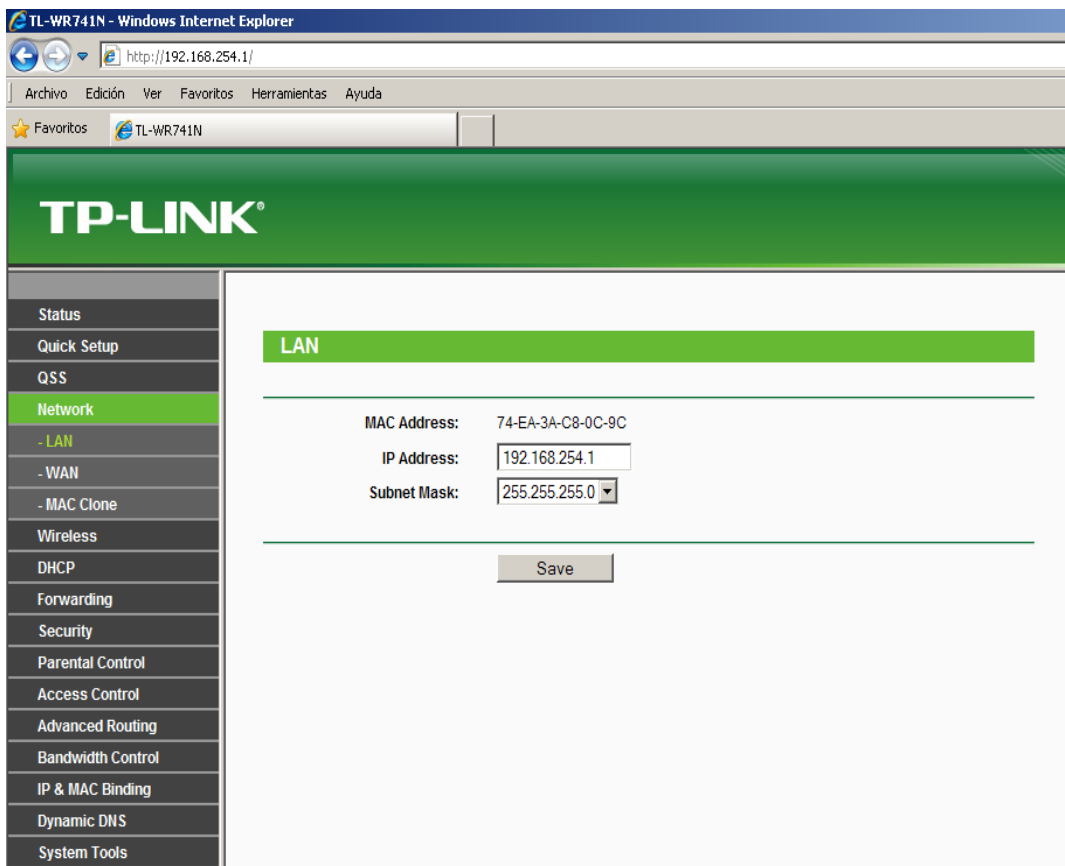 TL-WR741N - Windows Internet Explorer
http://192.168.254.1/
Archivo Edición Ver Favoritos Herramientas Ayuda
Favoritos TL-WR741N
TP-LINK®
Status
Quick Setup
QSS
Network
- LAN
- WAN
- MAC Clone
Wireless
DHCP
Forwarding
Security
Parental Control
Access Control
Advanced Routing
Bandwidth Control
IP & MAC Binding
Dynamic DNS
System Tools
LAN
MAC Address: 74-EA-3A-C8-0C-9C
IP Address: 192.168.254.1
Subnet Mask: 255.255.255.0
Save